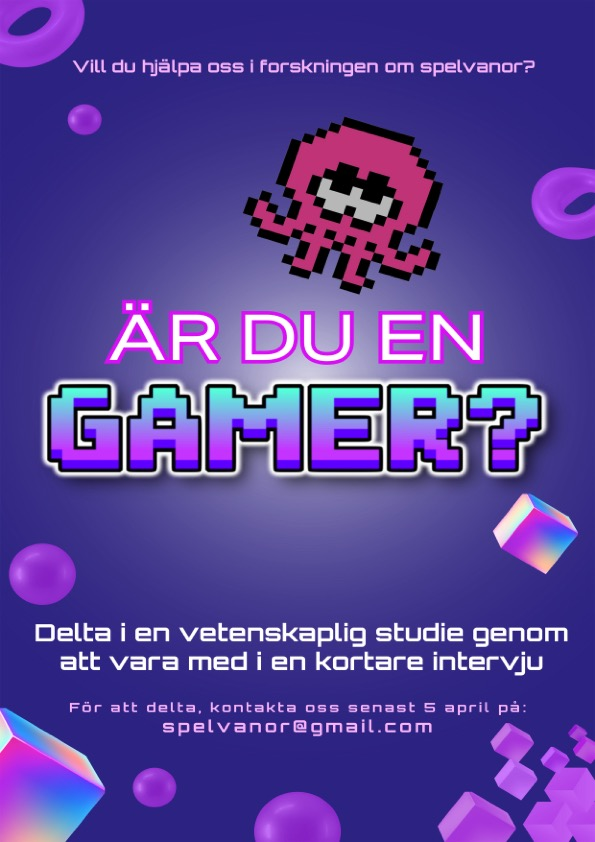 Vill du hjälpa oss i forskningen om spelvanor?
ÄR DU EN
GAMER?
Delta i en vetenskaplig studie genom
att vara med i en kortare intervju
För att delta, kontakta oss senast 5 april på:
spelvanor@gmail.com